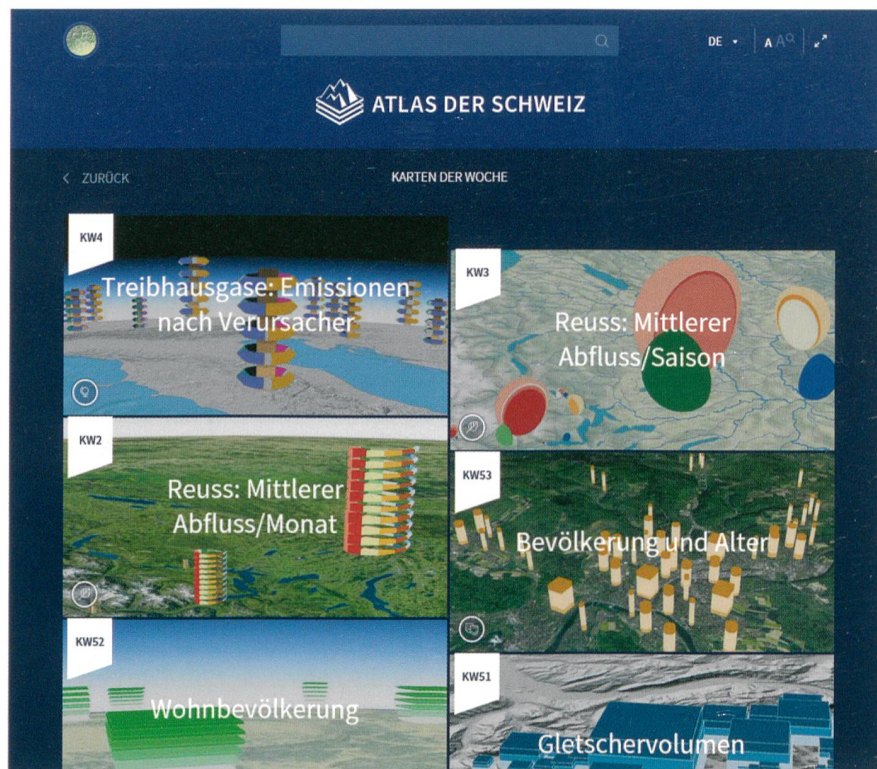 DE
A A
ATLAS DER SCHWEIZ
ZURÜCK
KARTEN DER WOCHE
KW4
Treibhausgase: Emissionen
nach Verursacher
KW3
Reuss: Mittlerer
Abfluss/Saison
KW2
Reuss: Mittlerer
Abfluss/Monat
KW53
Bevölkerung und Alter
KW52
Wohnbevölkerung
KW51
Gletschervolumen